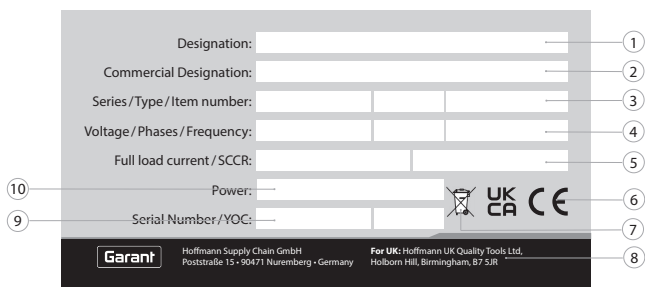 Designation:
1
Commercial Designation:
2
Series / Type / Item number:
3
Voltage / Phases / Frequency:
4
Full load current / SCCR:
5
10
Power:
UK
CA CE
6
9
Serial Number / YOC:
7
Garant
Hoffmann Supply Chain GmbH
Poststraße 15 • 90471 Nuremberg • Germany
For UK: Hoffmann UK Quality Tools Ltd,
Holborn Hill, Birmingham, B7 5JR
8